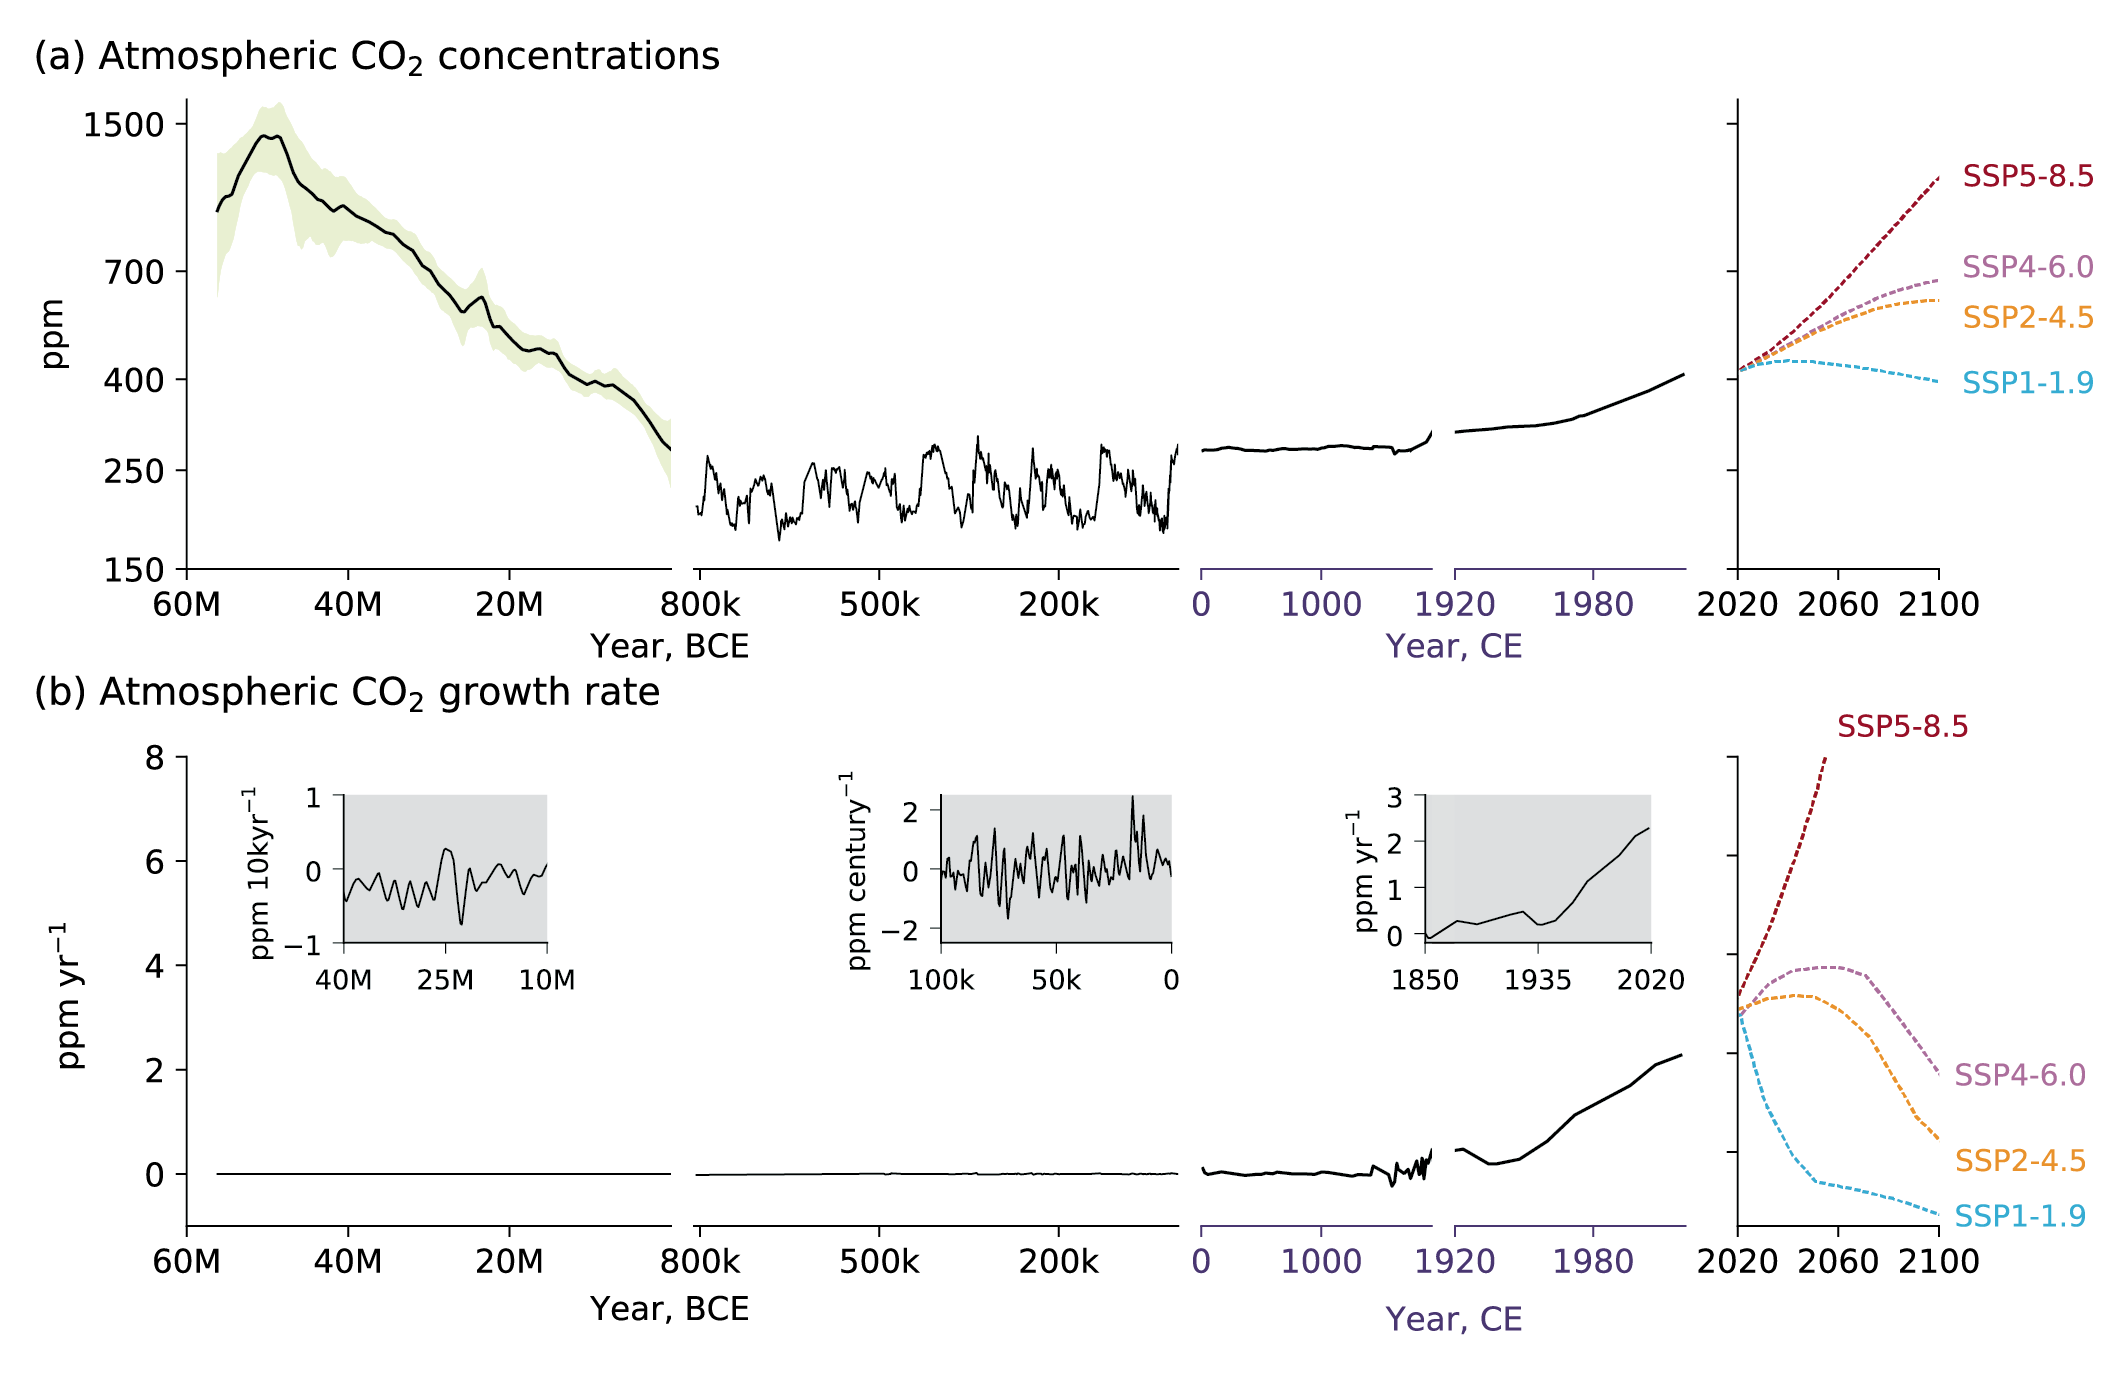 (a) Atmospheric CO₂ concentrations
1500
700
400
250
150
ppm
SSP5-8.5
SSP4-6.0
SSP2-4.5
SSP1-1.9
60M 40M 20M 800k 500k 200k 0 1000 1920 1980 2020 2060 2100
Year, BCE Year, CE
(b) Atmospheric CO₂ growth rate
SSP5-8.5
8
6
4
2
0
ppm yr⁻¹
1
0
−1
ppm 10kyr⁻¹
40M 25M 10M
2
0
−2
ppm century⁻¹
100k 50k 0
3
2
1
0
ppm yr⁻¹
1850 1935 2020
SSP4-6.0
SSP2-4.5
SSP1-1.9
60M 40M 20M 800k 500k 200k 0 1000 1920 1980 2020 2060 2100
Year, BCE Year, CE